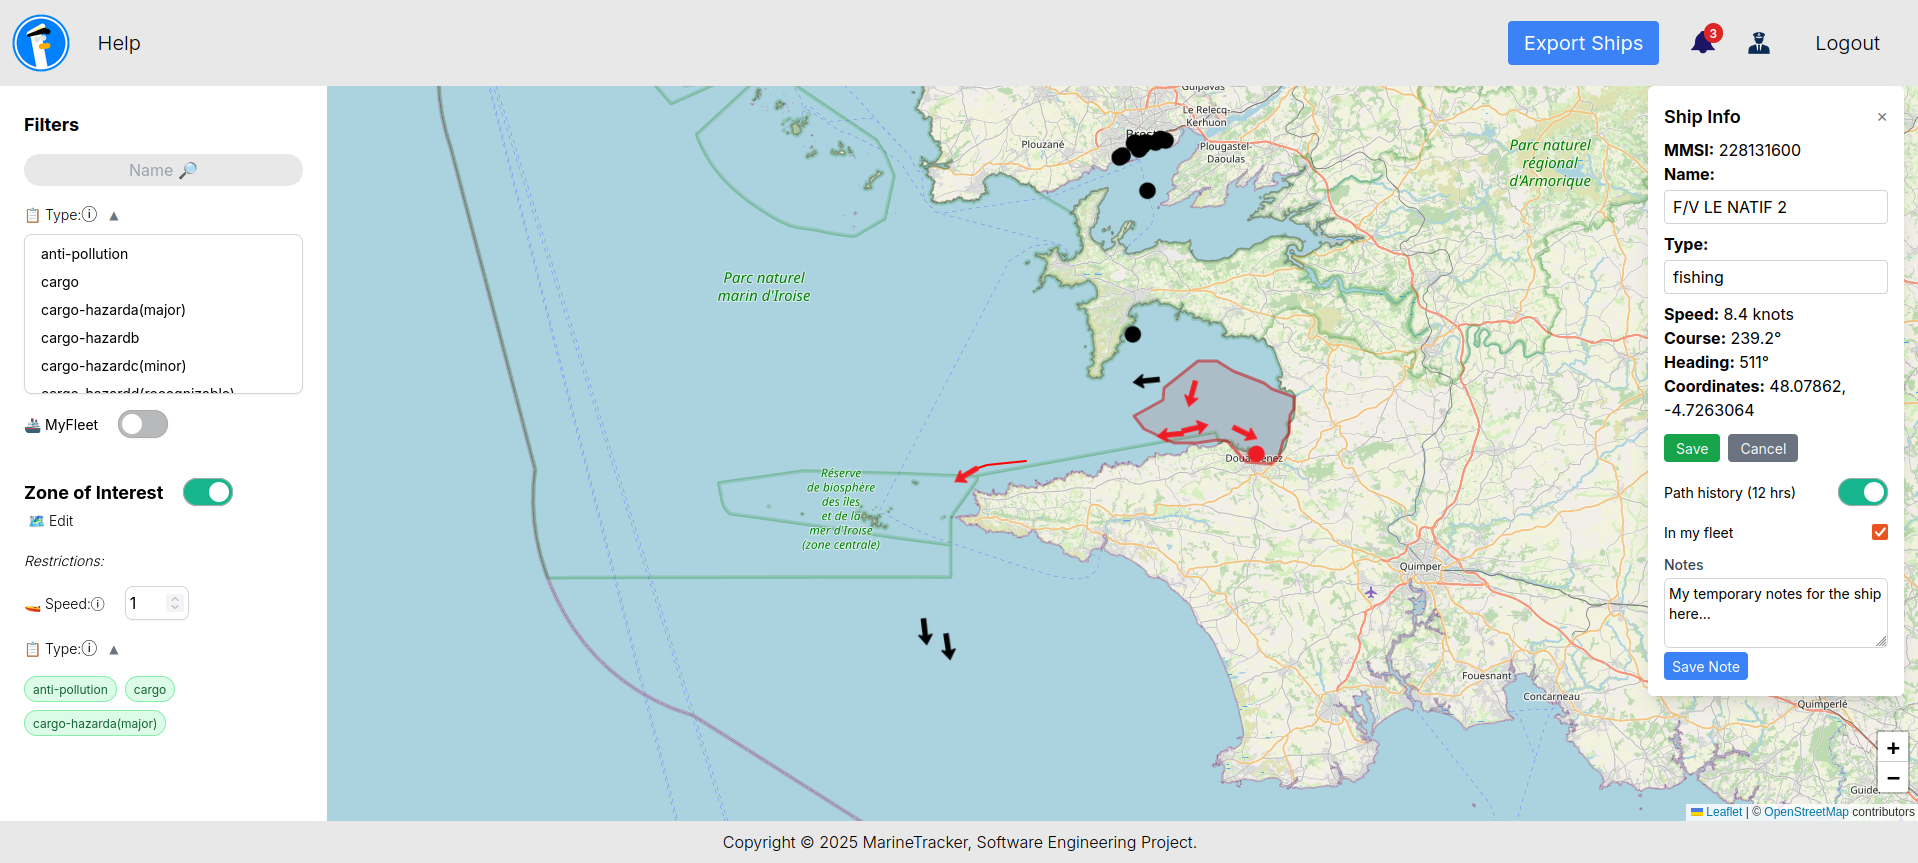 Help
Export Ships
3
Logout
Filters
Name 🔎
📋 Type:ⓘ ▲
anti-pollution
cargo
cargo-hazarda(major)
cargo-hazardb
cargo-hazardc(minor)
cargo-hazardd(recognizable)
🚢 MyFleet
Zone of Interest
🗺️ Edit
Restrictions:
🚤 Speed:ⓘ 1
📋 Type:ⓘ ▲
anti-pollution
cargo
cargo-hazarda(major)
Guipavas
Le Relecq-
Kerhuon
Plouzané
Plougastel-
Daoulas
Parc naturel
régional
d'Armorique
Parc naturel
marin d'Iroise
Réserve
de biosphère
des îles
et de la
mer d'Iroise
(zone centrale)
Quimper
Fouesnant
Concarneau
Quimperlé
Ship Info
×
MMSI: 228131600
Name:
F/V LE NATIF 2
Type:
fishing
Speed: 8.4 knots
Course: 239.2°
Heading: 511°
Coordinates: 48.07862,
-4.7263064
Save
Cancel
Path history (12 hrs)
In my fleet
Notes
My temporary notes for the ship
here...
Save Note
+
−
Leaflet | © OpenStreetMap contributors
Copyright © 2025 MarineTracker, Software Engineering Project.